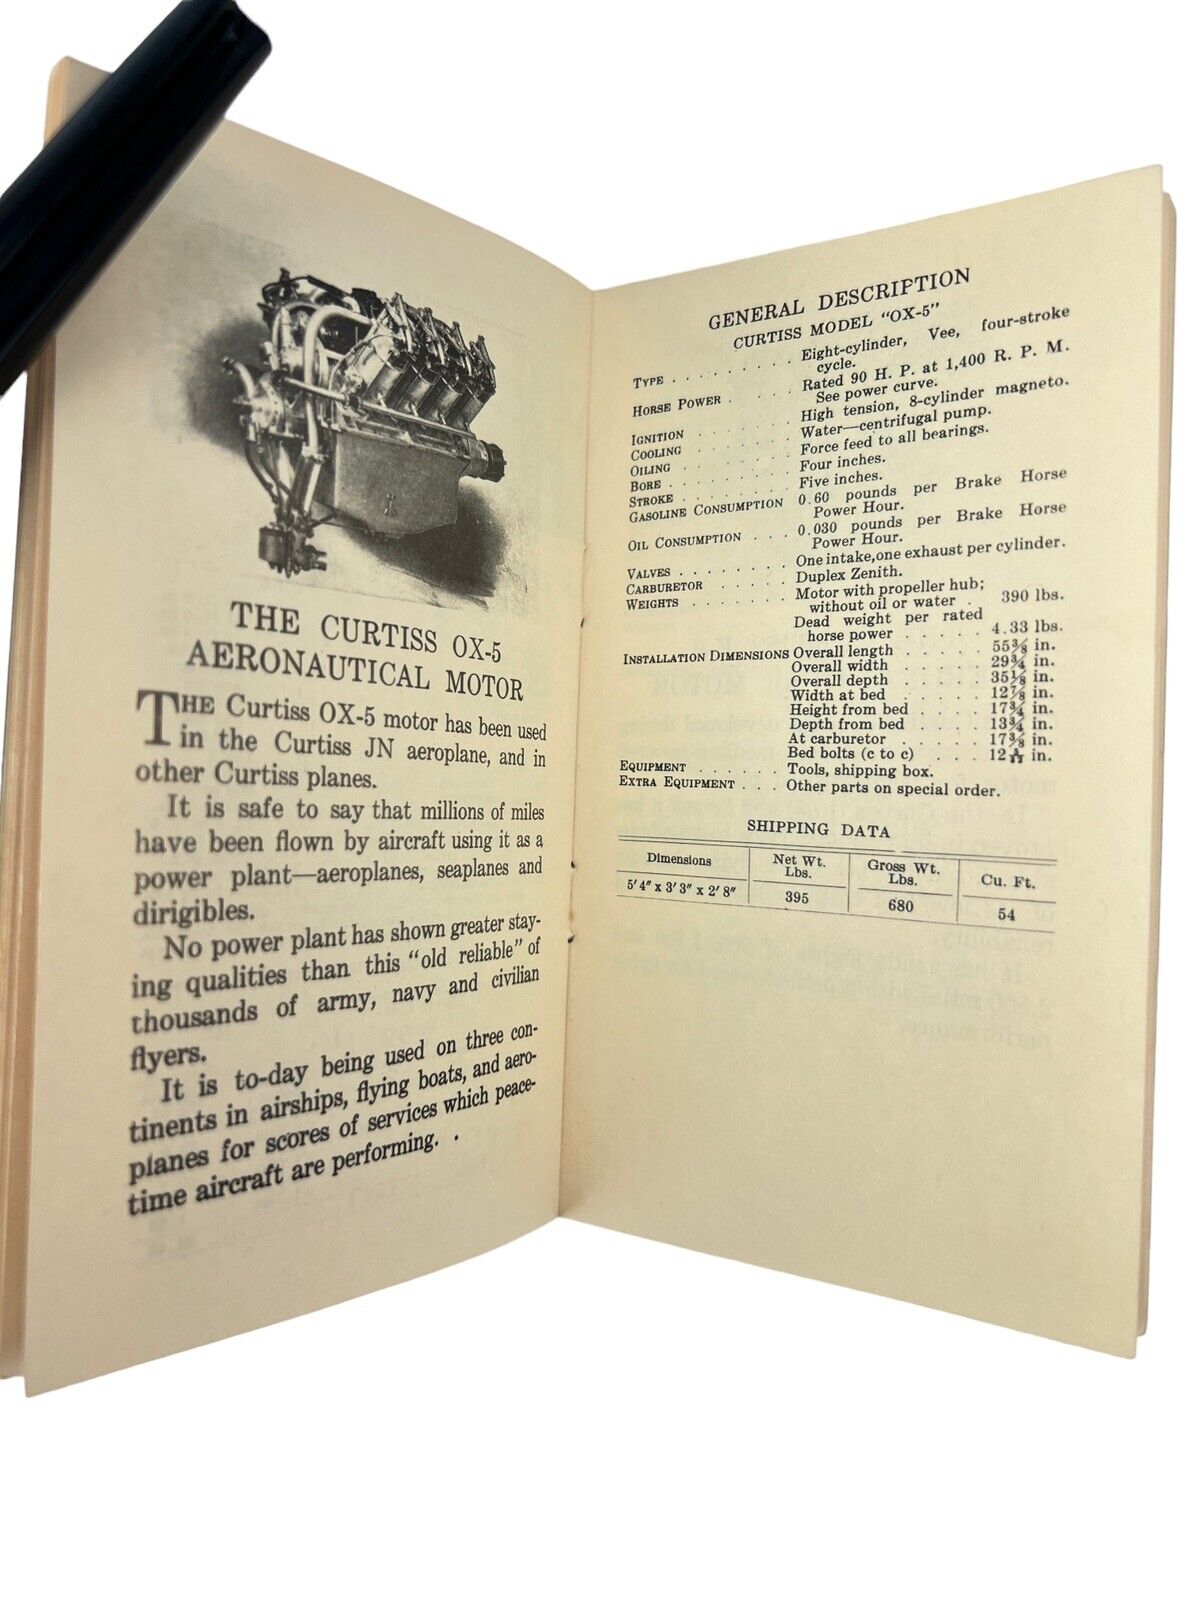 THE CURTISS OX-5
AERONAUTICAL MOTOR
THE Curtiss OX-5 motor has been used
in the Curtiss JN aeroplane, and in
other Curtiss planes.
It is safe to say that millions of miles
have been flown by aircraft using it as a
power plant—aeroplanes, seaplanes and
dirigibles.
No power plant has shown greater stay-
ing qualities than this "old reliable" of
thousands of army, navy and civilian
flyers.
It is to-day being used on three con-
tinents in airships, flying boats, and aero-
planes for scores of services which peace-
time aircraft are performing.
GENERAL DESCRIPTION
CURTISS MODEL "OX-5"
TYPE . . . . . . . . . Eight-cylinder, Vee, four-stroke
cycle.
HORSE POWER . . . . Rated 90 H. P. at 1,400 R. P. M.
See power curve.
IGNITION . . . . . . . High tension, 8-cylinder magneto.
COOLING . . . . . . . Water—centrifugal pump.
OILING . . . . . . . . Force feed to all bearings.
BORE . . . . . . . . . Four inches.
STROKE . . . . . . . . Five inches.
GASOLINE CONSUMPTION 0.60 pounds per Brake Horse
Power Hour.
OIL CONSUMPTION . . . 0.030 pounds per Brake Horse
Power Hour.
VALVES . . . . . . . . One intake, one exhaust per cylinder.
CARBURETOR . . . . . Duplex Zenith.
WEIGHTS . . . . . . . Motor with propeller hub;
without oil or water . 390 lbs.
Dead weight per rated
horse power . . . . . 4.33 lbs.
INSTALLATION DIMENSIONS Overall length . . . . . 55⅜ in.
Overall width . . . . . 29¾ in.
Overall depth . . . . . 35⅛ in.
Width at bed . . . . . 12⅞ in.
Height from bed . . . . 17¾ in.
Depth from bed . . . . 13¾ in.
At carburetor . . . . . 17⅜ in.
Bed bolts (c to c) . . . 12 in.
EQUIPMENT . . . . . . Tools, shipping box.
EXTRA EQUIPMENT . . . Other parts on special order.
SHIPPING DATA
Dimensions Net Wt. Lbs. Gross Wt. Lbs. Cu. Ft.
5' 4" x 3' 3" x 2' 8" 395 680 54